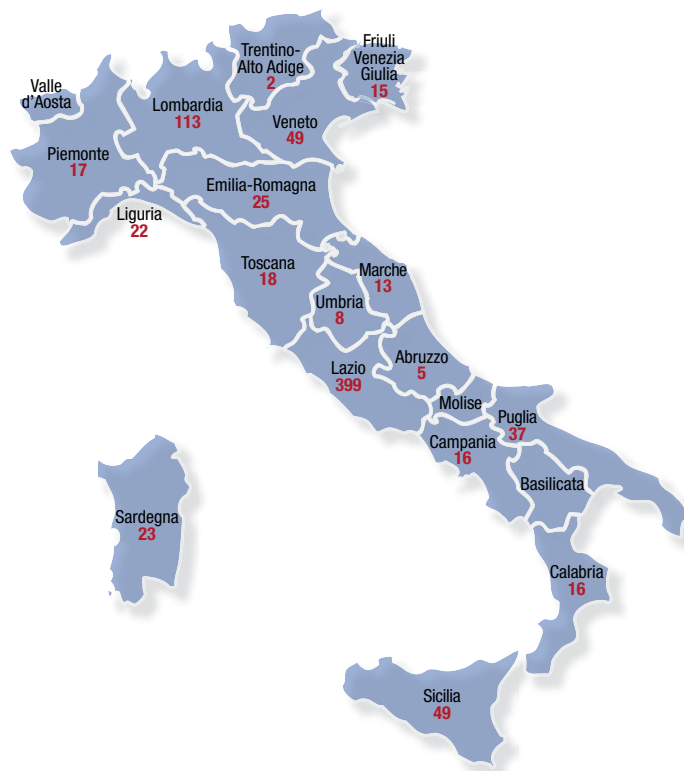 Friuli
Venezia
Giulia
15
Trentino-
Alto Adige
2
Valle
d'Aosta
Lombardia
113
Veneto
49
Piemonte
17
Emilia-Romagna
25
Liguria
22
Toscana
18
Marche
13
Umbria
8
Abruzzo
5
Lazio
399
Molise
Puglia
37
Campania
16
Basilicata
Sardegna
23
Calabria
16
Sicilia
49